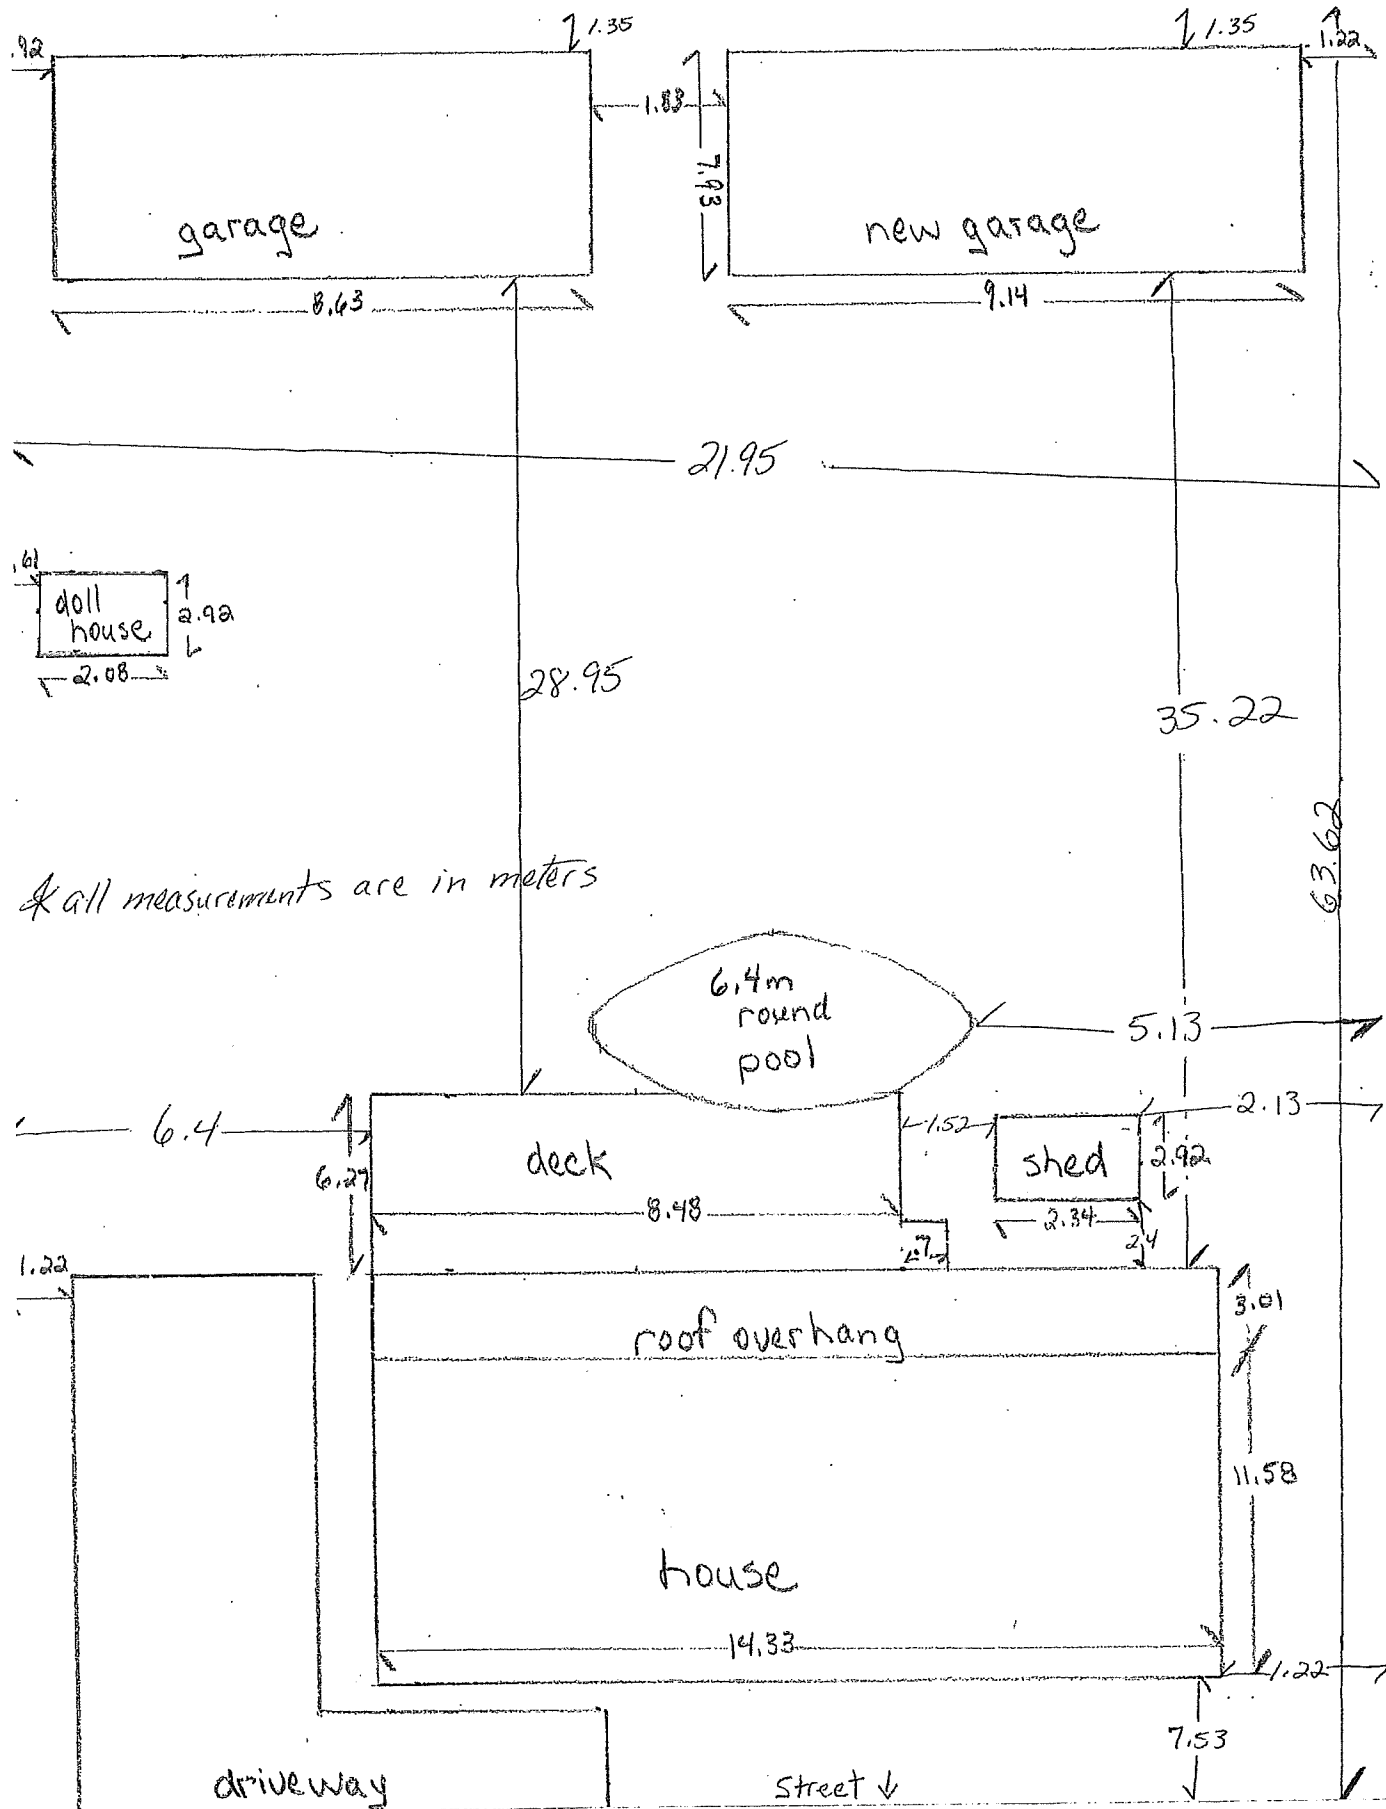 .92
1.35
1.35
1.22
1.83
7.93
garage
new garage
8.63
9.14
21.95
.61
doll
house
2.92
2.08
28.95
35.22
63.62
* all measurements are in meters
6.4m
round
pool
5.13
6.4
2.13
1.52
deck
shed
2.92
6.27
8.48
2.34
.7
2.4
1.22
3.01
roof overhang
11.58
house
14.33
1.22
7.53
driveway
Street ↓